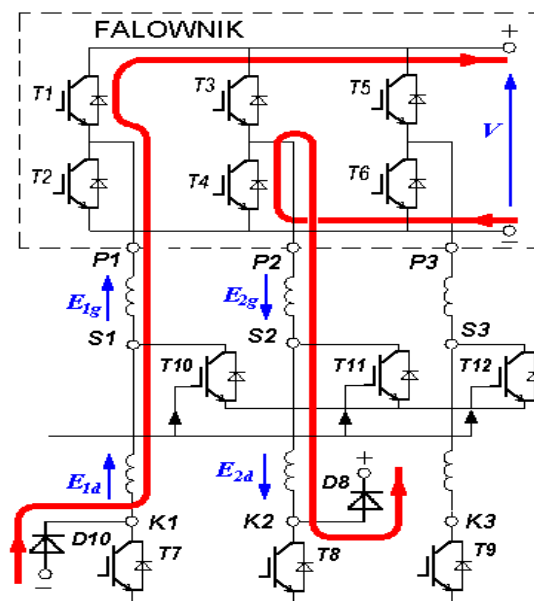 FALOWNIK
+
T1 T3 T5
V
T2 T4 T6
−
P1 P2 P3
E1g E2g
S1 S2 S3
T10 T11 T12
E1d E2d D8 +
D10 K1 K2 K3
− T7 T8 T9